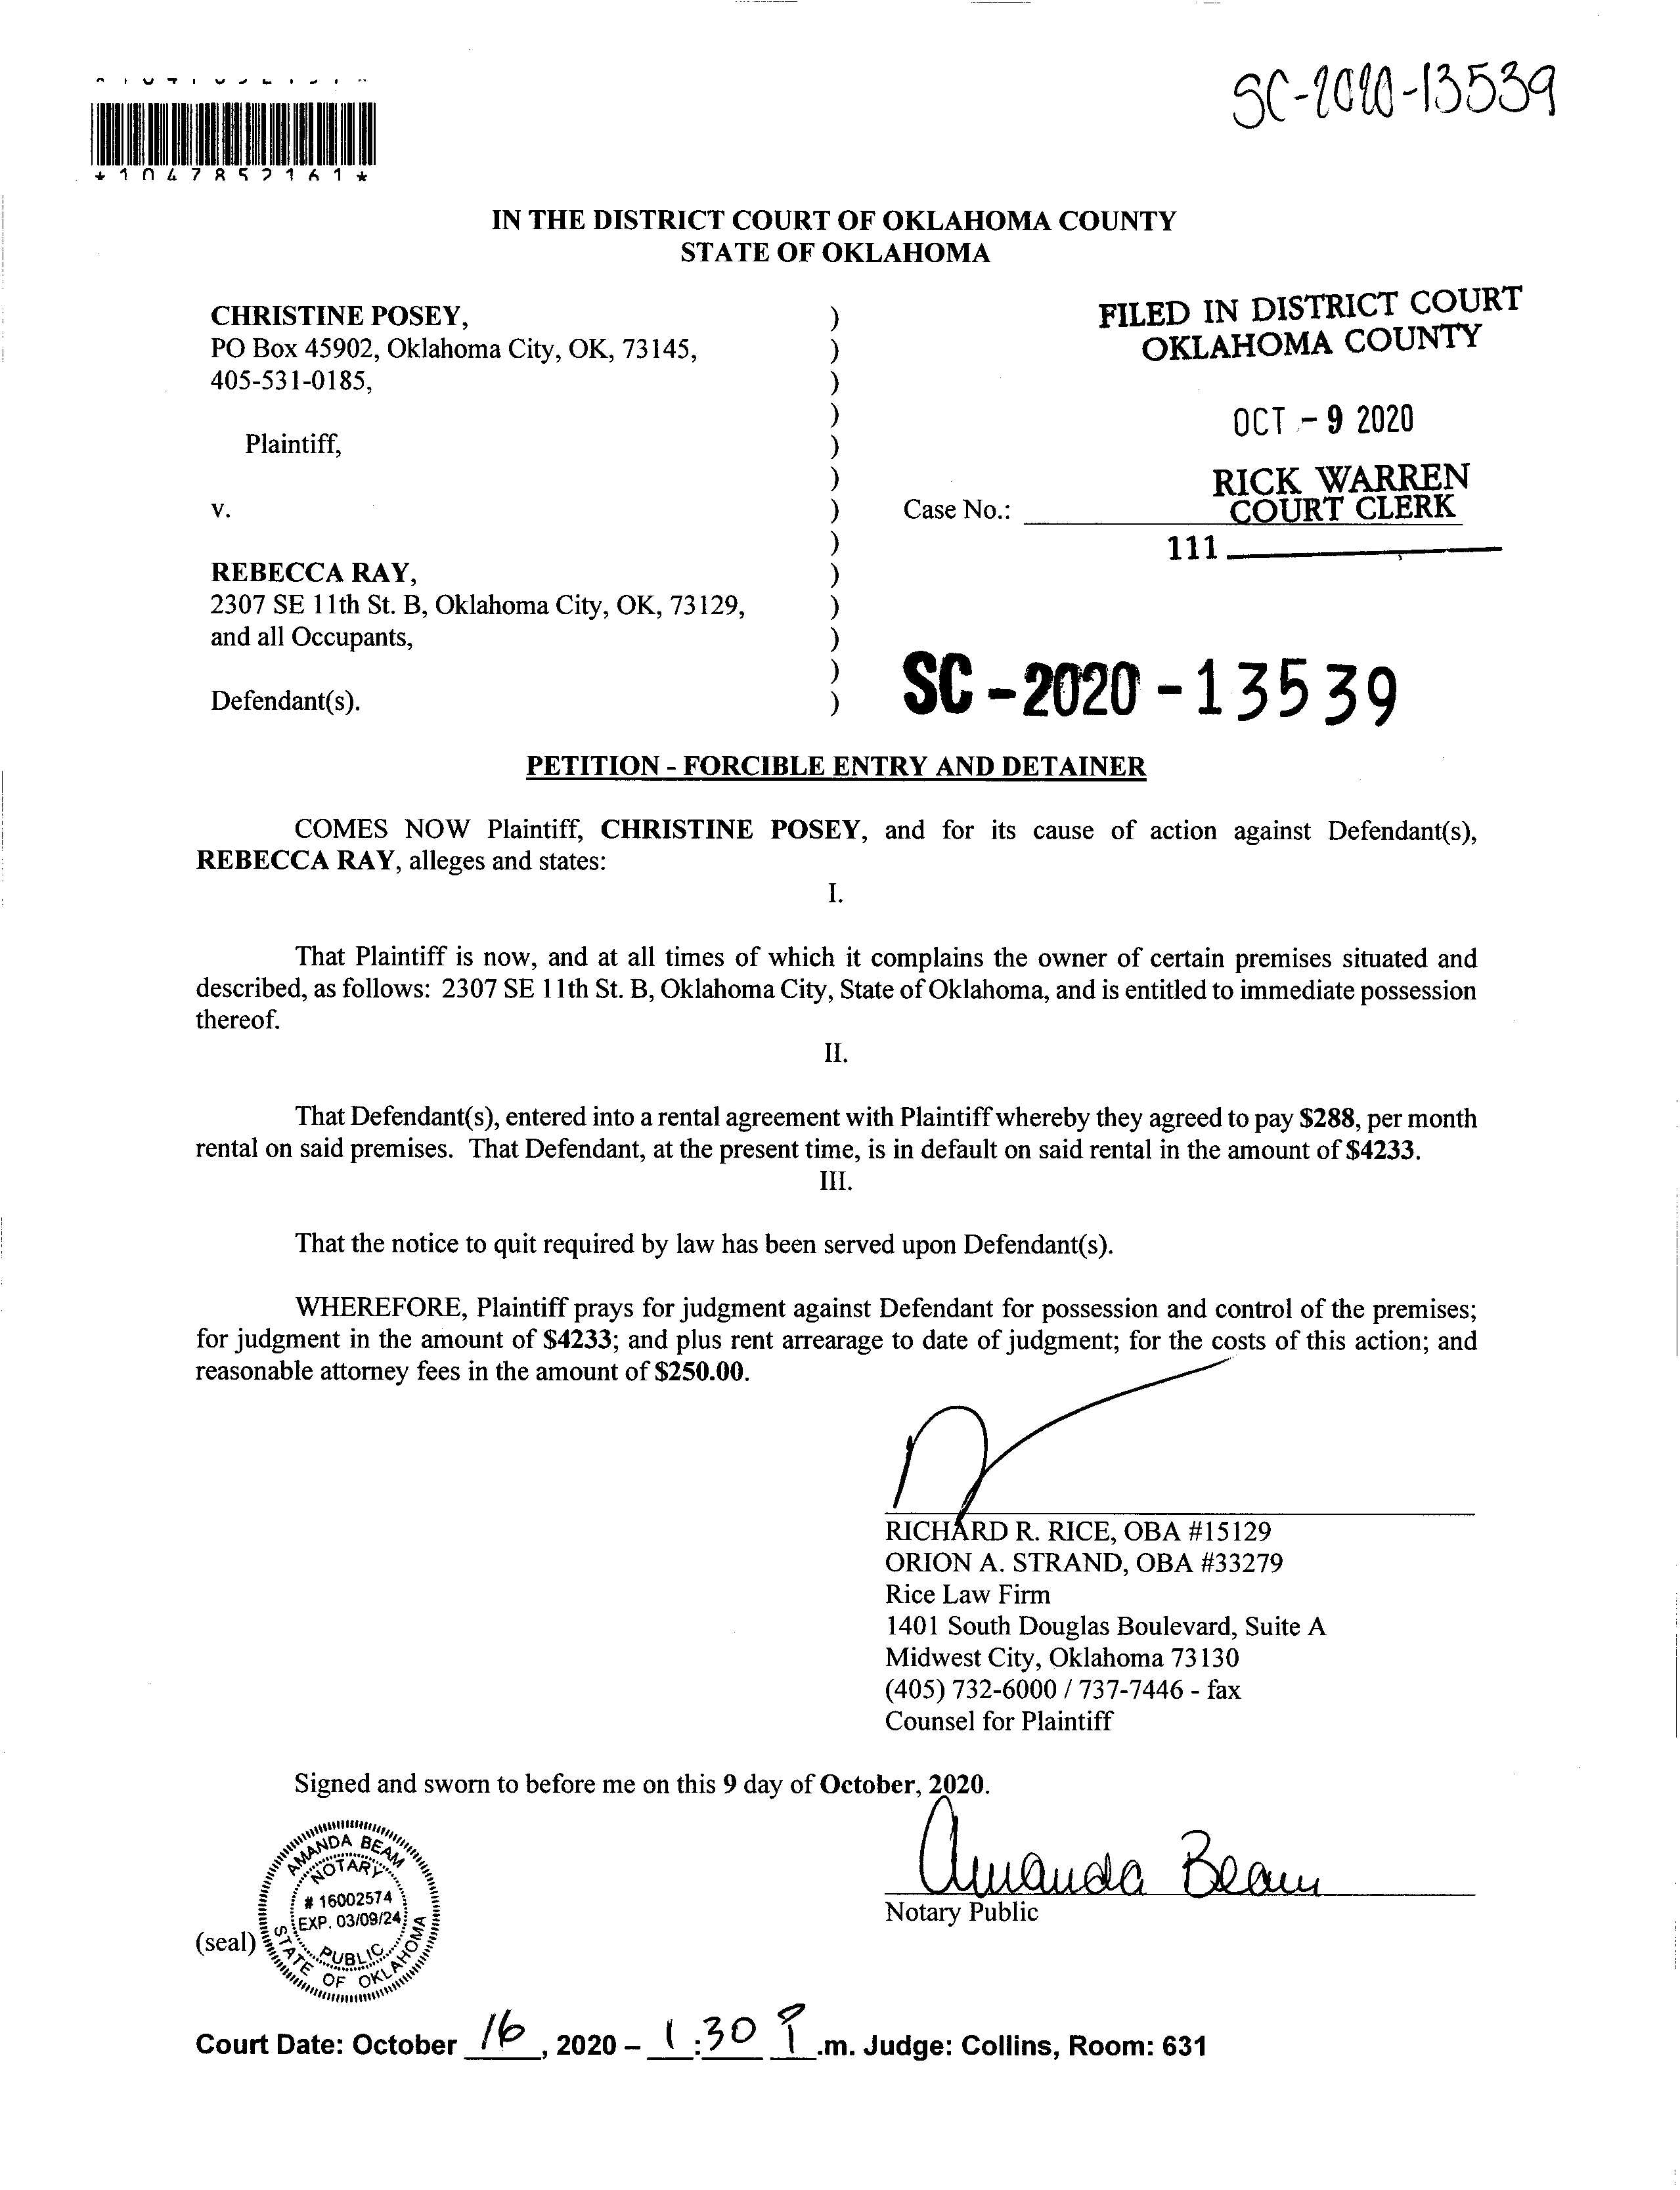 SC-2020-13539
*1047852161*
IN THE DISTRICT COURT OF OKLAHOMA COUNTY
STATE OF OKLAHOMA
CHRISTINE POSEY,
PO Box 45902, Oklahoma City, OK, 73145,
405-531-0185,
Plaintiff,
v.
REBECCA RAY,
2307 SE 11th St. B, Oklahoma City, OK, 73129,
and all Occupants,
Defendant(s).
)
)
)
)
)
)
)
)
)
)
)
)
)
FILED IN DISTRICT COURT
OKLAHOMA COUNTY
OCT - 9 2020
RICK WARREN
COURT CLERK
Case No.:
111
SC-2020-13539
PETITION - FORCIBLE ENTRY AND DETAINER
COMES NOW Plaintiff, CHRISTINE POSEY, and for its cause of action against Defendant(s),
REBECCA RAY, alleges and states:
I.
That Plaintiff is now, and at all times of which it complains the owner of certain premises situated and
described, as follows: 2307 SE 11th St. B, Oklahoma City, State of Oklahoma, and is entitled to immediate possession
thereof.
II.
That Defendant(s), entered into a rental agreement with Plaintiff whereby they agreed to pay $288, per month
rental on said premises. That Defendant, at the present time, is in default on said rental in the amount of $4233.
III.
That the notice to quit required by law has been served upon Defendant(s).
WHEREFORE, Plaintiff prays for judgment against Defendant for possession and control of the premises;
for judgment in the amount of $4233; and plus rent arrearage to date of judgment; for the costs of this action; and
reasonable attorney fees in the amount of $250.00.
RICHARD R. RICE, OBA #15129
ORION A. STRAND, OBA #33279
Rice Law Firm
1401 South Douglas Boulevard, Suite A
Midwest City, Oklahoma 73130
(405) 732-6000 / 737-7446 - fax
Counsel for Plaintiff
Signed and sworn to before me on this 9 day of October, 2020.
Amanda Beam
Notary Public
(seal)
AMANDA BEAM
NOTARY
# 16002574
EXP. 03/09/24
PUBLIC
STATE OF OKLAHOMA
Court Date: October 16, 2020 – 1:30 P.m. Judge: Collins, Room: 631